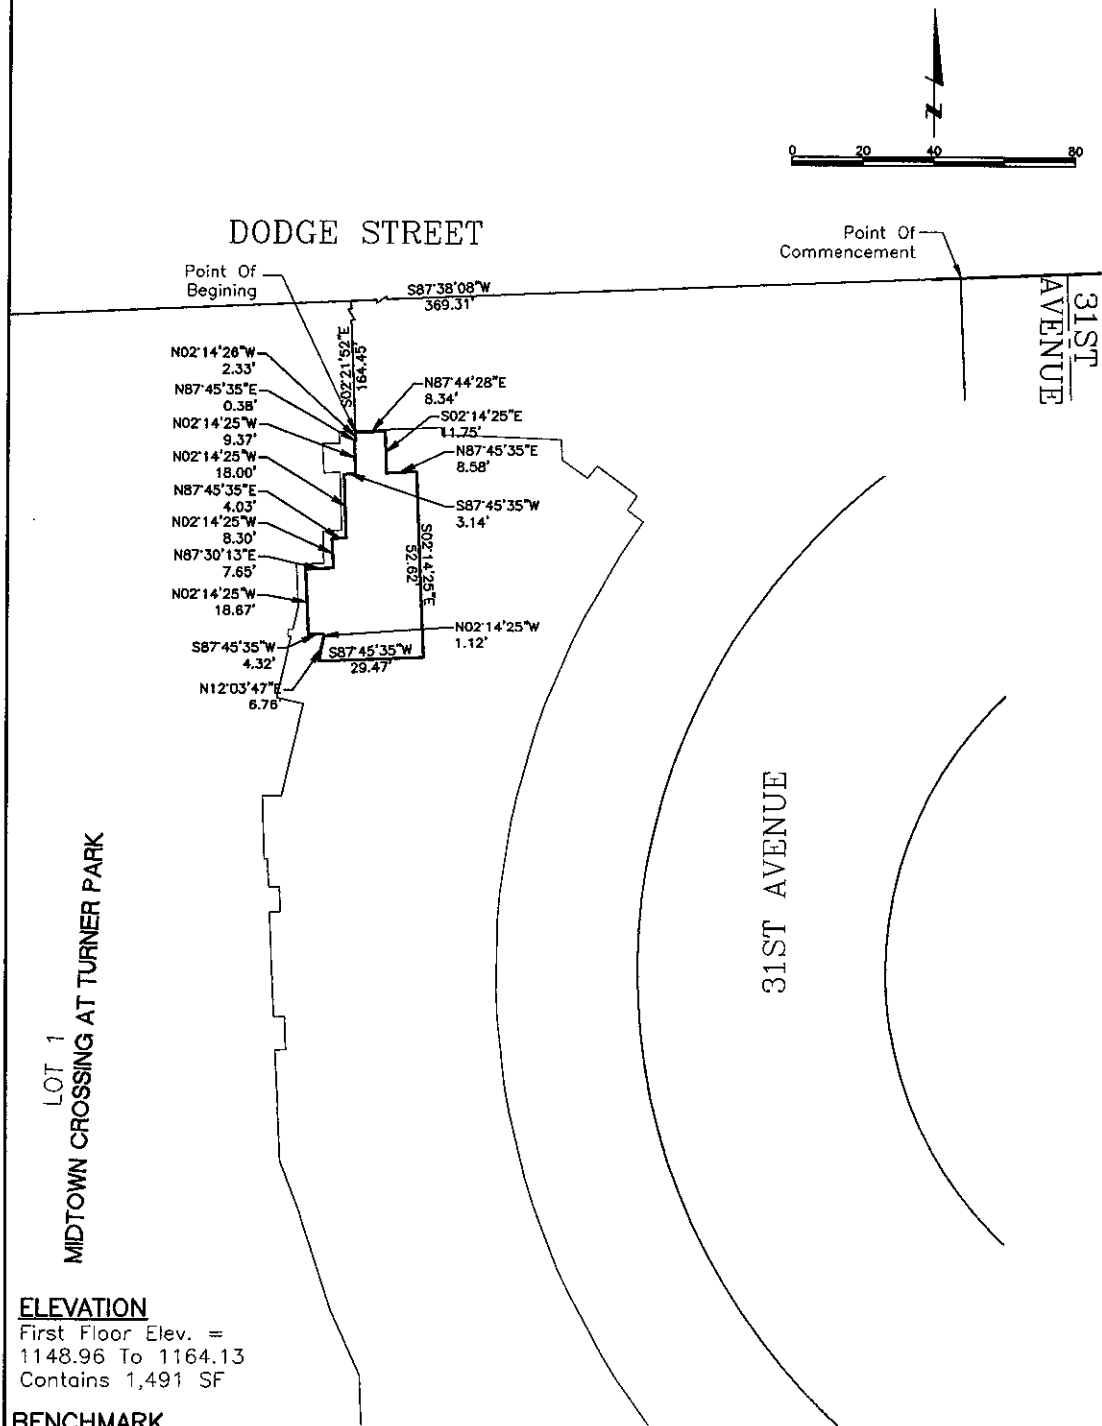 0 20 40 80
z
DODGE STREET
Point Of
Commencement
Point Of
Begining
S87°38'08"W
369.31'
31ST
AVENUE
S02°21'52"E
164.45'
N02°14'26"W
2.33'
N87°45'35"E
0.38'
N02°14'25"W
9.37'
N02°14'25"W
18.00'
N87°45'35"E
4.03'
N02°14'25"W
8.30'
N87°30'13"E
7.65'
N02°14'25"W
18.67'
S87°45'35"W
4.32'
N12°03'47"E
6.76'
N87°44'28"E
8.34'
S02°14'25"E
11.75'
N87°45'35"E
8.58'
S87°45'35"W
3.14'
S02°14'25"E
52.62'
N02°14'25"W
1.12'
S87°45'35"W
29.47'
31ST AVENUE
LOT 1
MIDTOWN CROSSING AT TURNER PARK
ELEVATION
First Floor Elev. =
1148.96 To 1164.13
Contains 1,491 SF
BENCHMARK